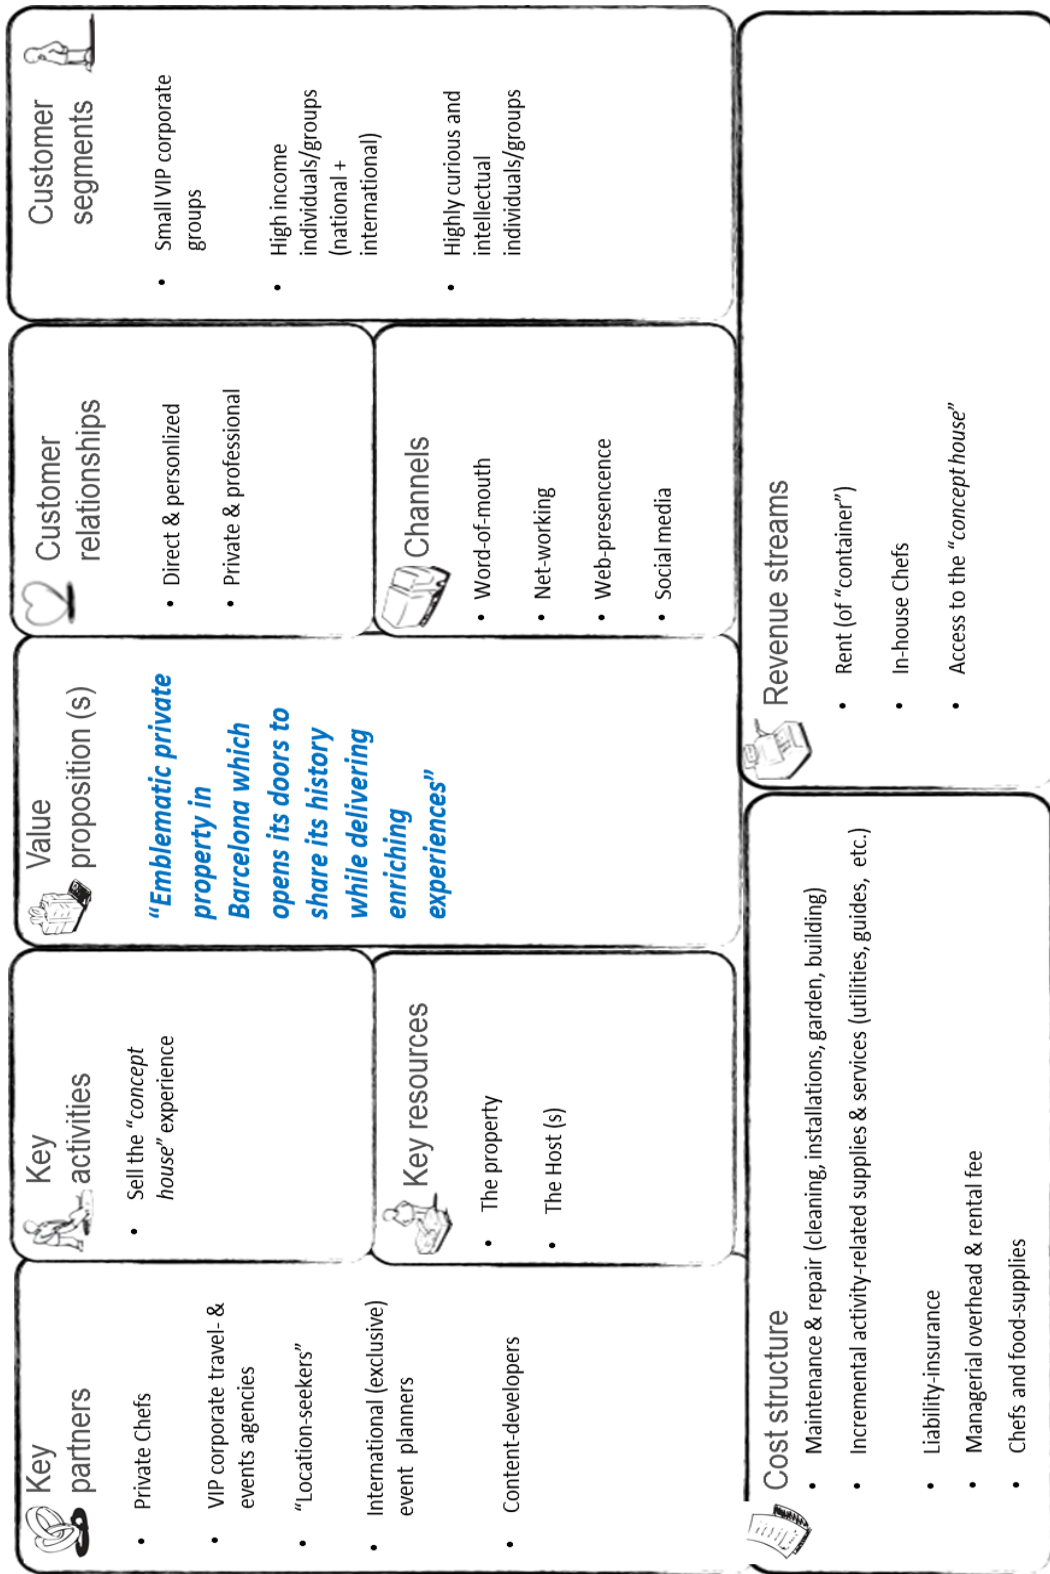 Key
partners
• Private Chefs
• VIP corporate travel- &
events agencies
• “Location-seekers”
• International (exclusive)
event planners
• Content-developers
Key
activities
• Sell the “concept
house” experience
Key resources
• The property
• The Host (s)
Value
proposition (s)
“Emblematic private
property in
Barcelona which
opens its doors to
share its history
while delivering
enriching
experiences”
Customer
relationships
• Direct & personlized
• Private & professional
Channels
• Word-of-mouth
• Net-working
• Web-presencence
• Social media
Customer
segments
• Small VIP corporate
groups
• High income
individuals/groups
(national +
international)
• Highly curious and
intellectual
individuals/groups
Cost structure
• Maintenance & repair (cleaning, installations, garden, building)
• Incremental activity-related supplies & services (utilities, guides, etc.)
• Liability-insurance
• Managerial overhead & rental fee
• Chefs and food-supplies
Revenue streams
• Rent (of “container”)
• In-house Chefs
• Access to the “concept house”